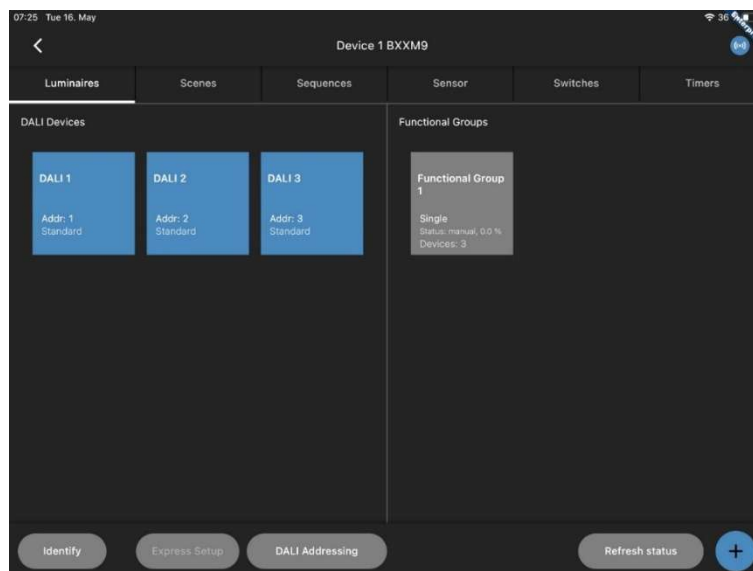 07:25 Tue 16. May
36
Device 1 BXXM9
Luminaires Scenes Sequences Sensor Switches Timers
DALI Devices
Functional Groups
DALI 1
Addr: 1
Standard
DALI 2
Addr: 2
Standard
DALI 3
Addr: 3
Standard
Functional Group
1
Single
Status: manual, 0.0 %
Devices: 3
Identify Express Setup DALI Addressing Refresh status +